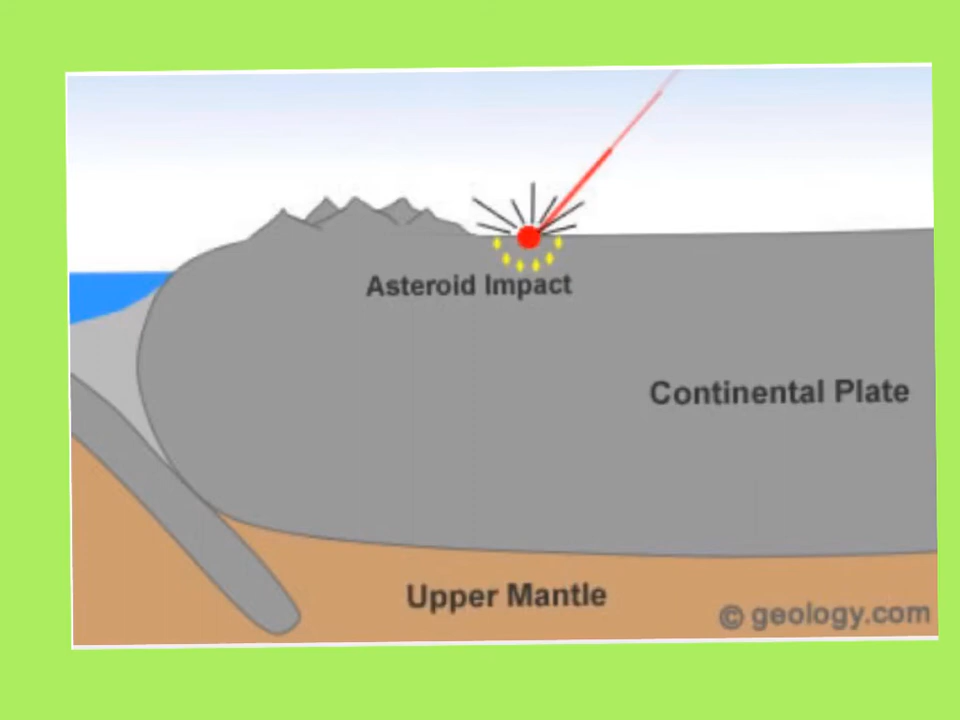 Asteroid Impact
Continental Plate
Upper Mantle
© geology.com